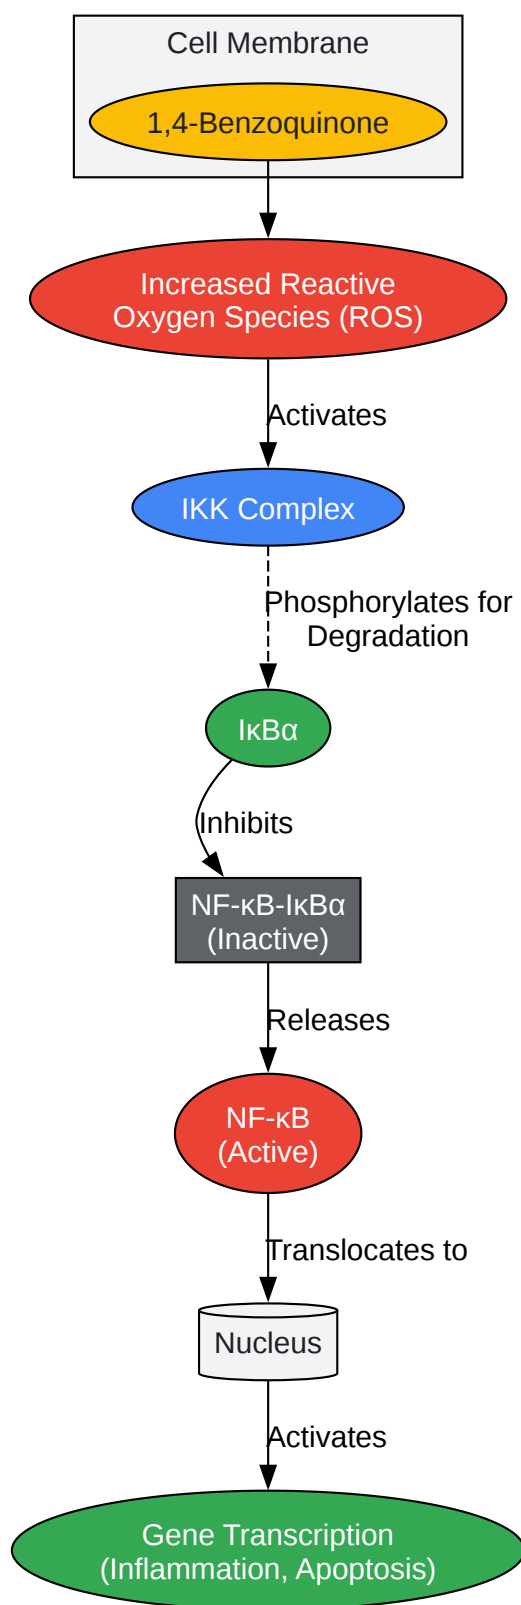 Cell Membrane
1,4-Benzoquinone
Increased Reactive
Oxygen Species (ROS)
Activates
IKK Complex
Phosphorylates for
Degradation
IκBα
Inhibits
NF-κB-IκBα
(Inactive)
Releases
NF-κB
(Active)
Translocates to
Nucleus
Activates
Gene Transcription
(Inflammation, Apoptosis)